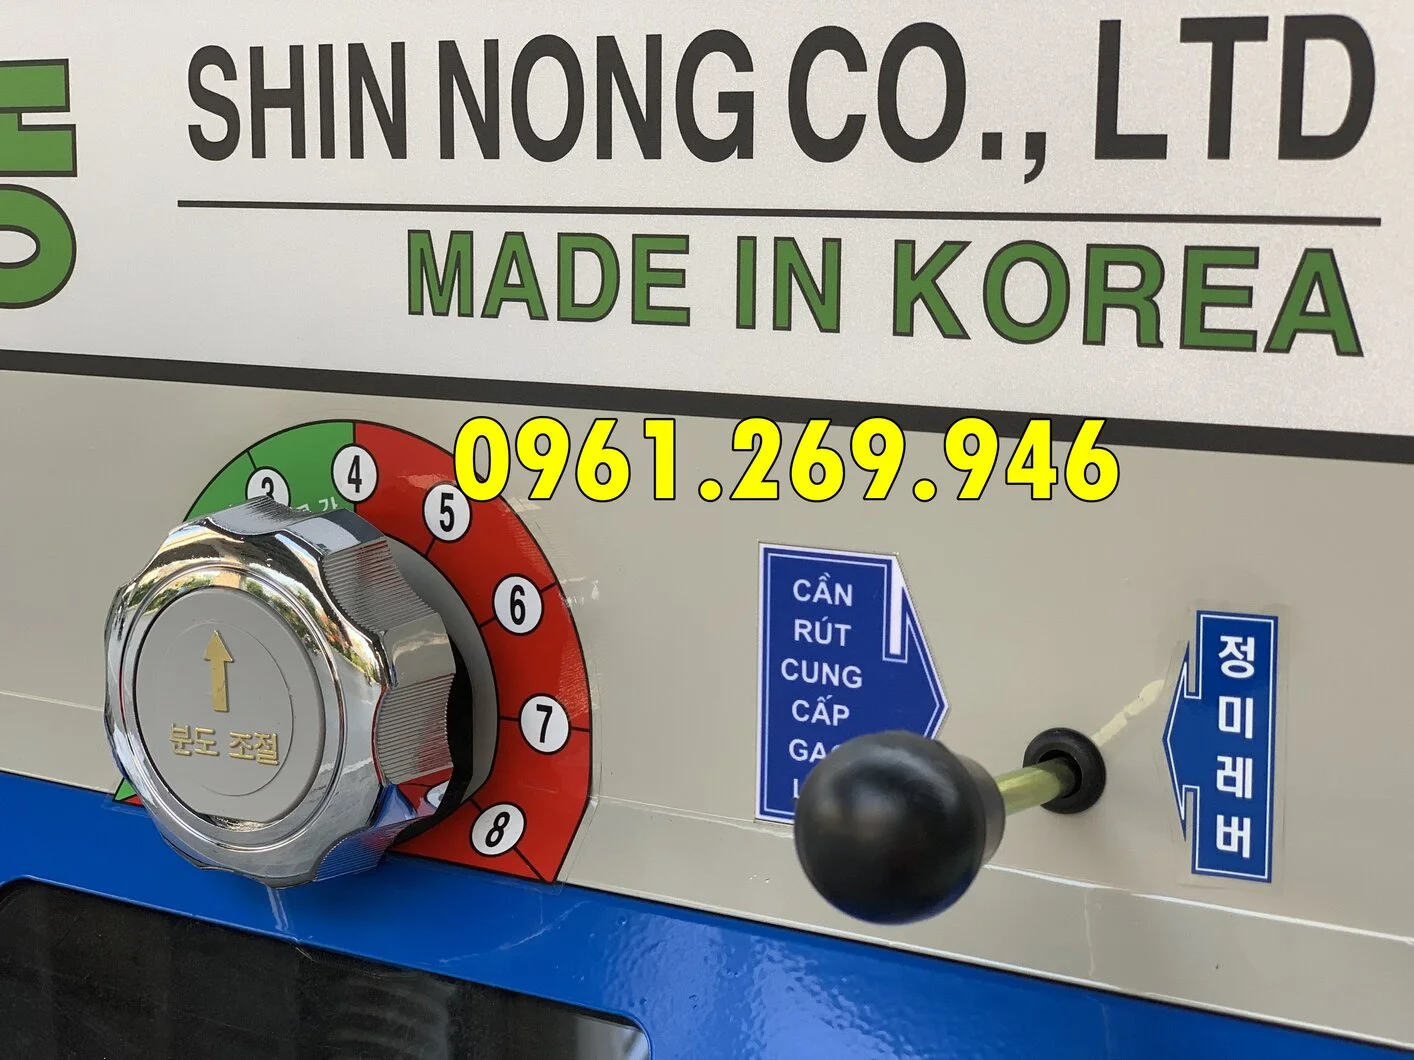 SHIN NONG CO., LTD
MADE IN KOREA
0961.269.946
3
4
5
6
7
8
분도 조절
CẦN
RÚT
CUNG
CẤP
정미레버